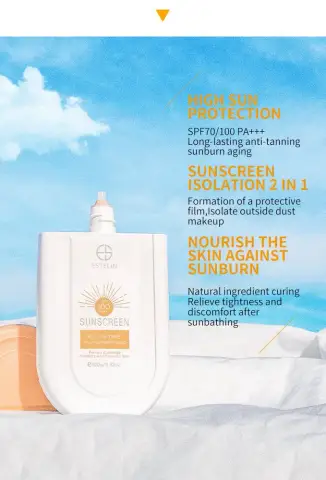 HIGH SUN
PROTECTION
SPF70/100 PA+++
Long-lasting anti-tanning
sunburn aging
SUNSCREEN
ISOLATION 2 IN 1
Formation of a protective
film,Isolate outside dust
makeup
NOURISH THE
SKIN AGAINST
SUNBURN
Natural ingredient curing
Relieve tightness and
discomfort after
sunbathing
SUNSCREEN